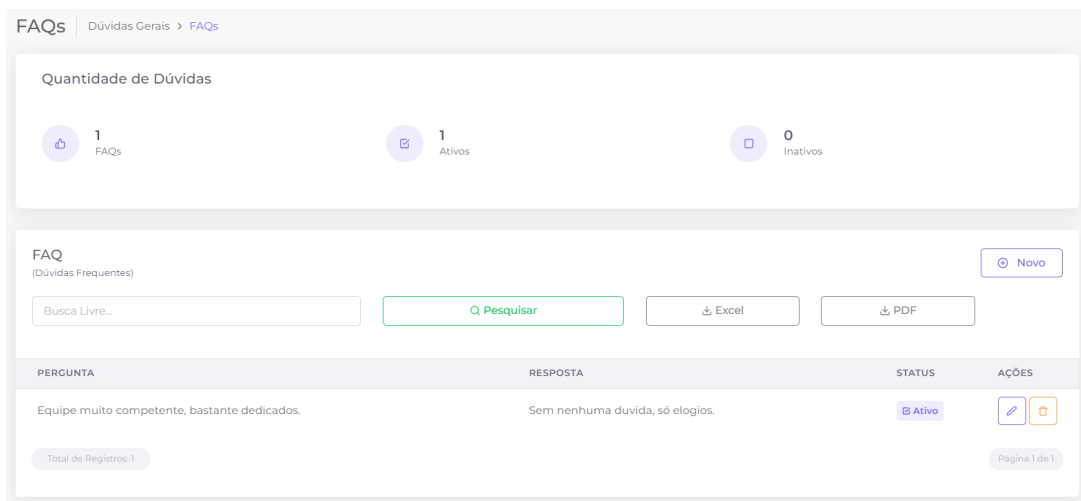 FAQs Dúvidas Gerais > FAQs
Quantidade de Dúvidas
1
FAQs
1
Ativos
0
Inativos
FAQ
(Dúvidas Frequentes)
Novo
Busca Livre...
Pesquisar
Excel
PDF
PERGUNTA RESPOSTA STATUS AÇÕES
Equipe muito competente, bastante dedicados. Sem nenhuma duvida, só elogios. Ativo
Total de Registros: 1 Página 1 de 1